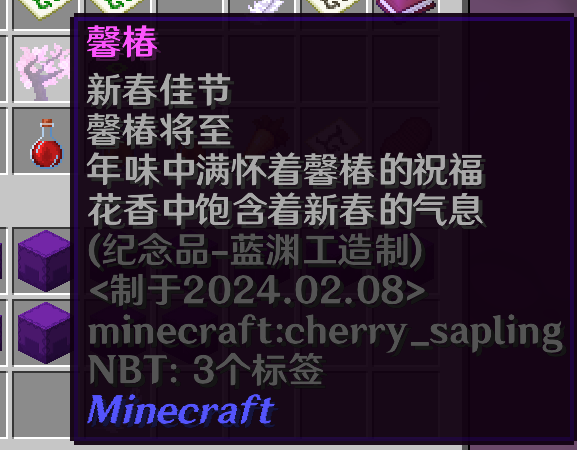 馨椿
新春佳节
馨椿将至
年味中满怀着馨椿的祝福
花香中饱含着新春的气息
(纪念品-蓝渊工造制)
<制于2024.02.08>
minecraft:cherry_sapling
NBT: 3个标签
Minecraft